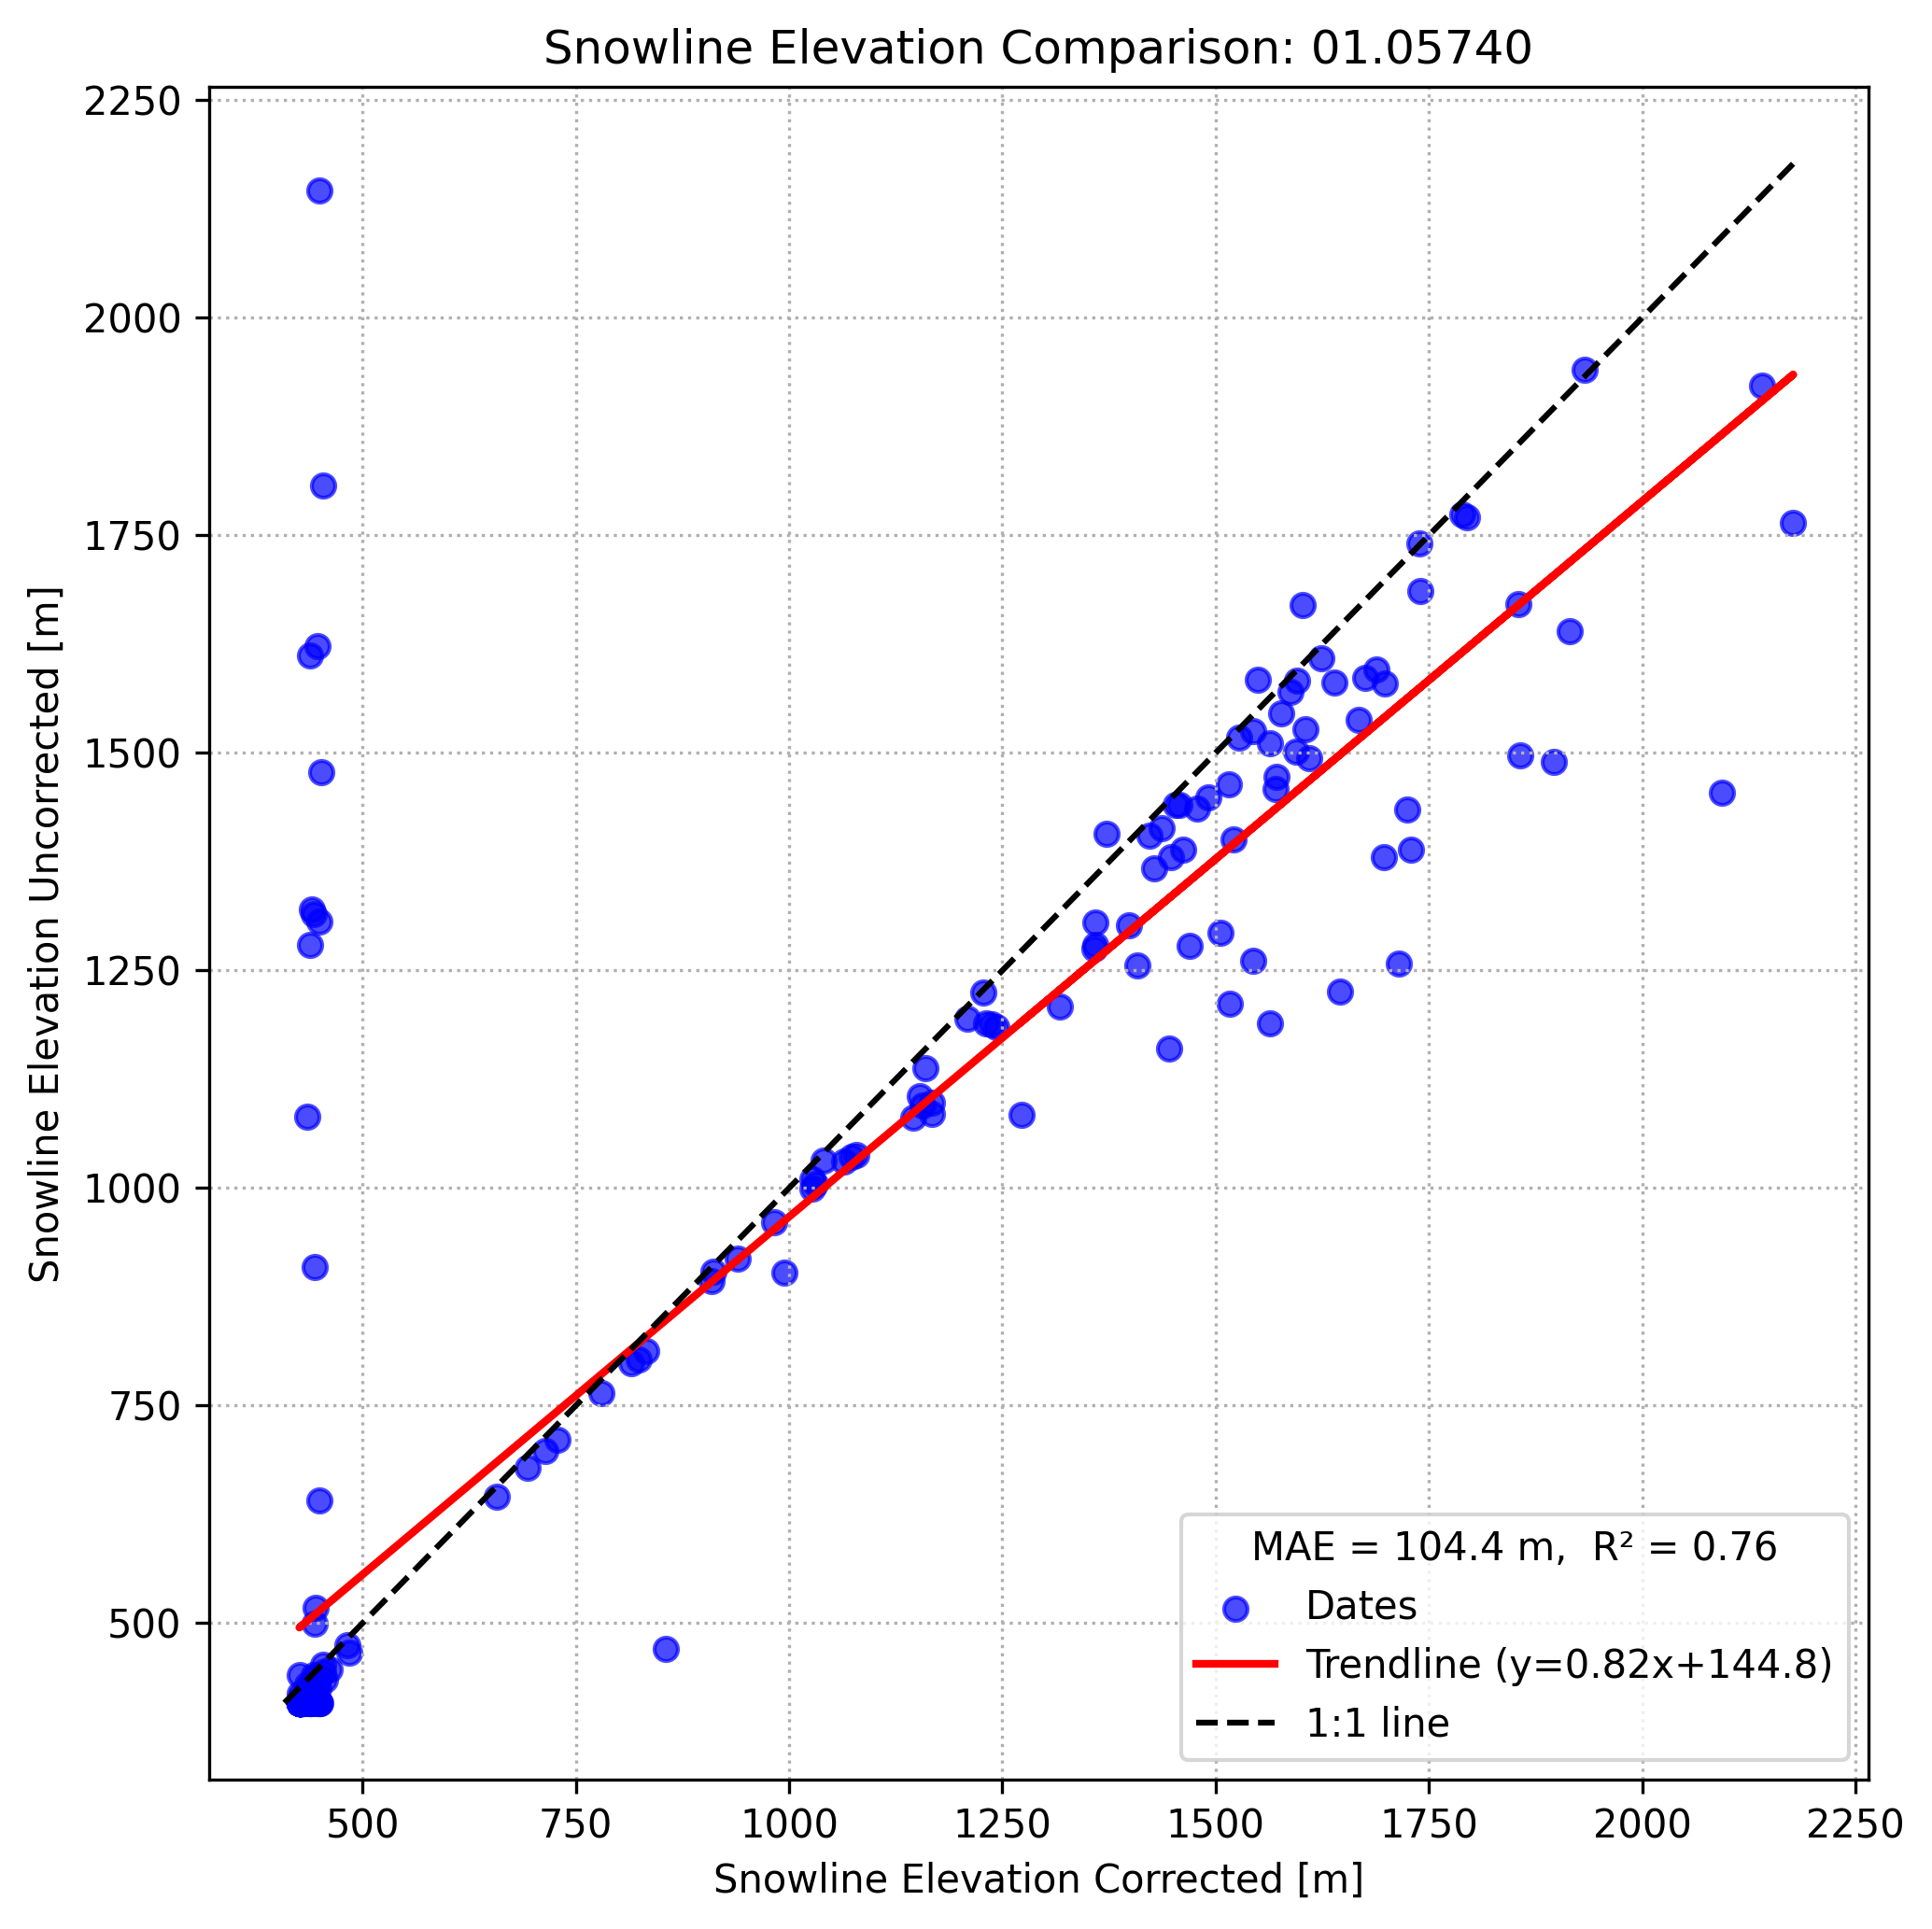 Snowline Elevation Comparison: 01.05740
Snowline Elevation Uncorrected [m]
2250
2000
1750
1500
1250
1000
750
500
MAE = 104.4 m, R² = 0.76
Dates
Trendline (y=0.82x+144.8)
1:1 line
500 750 1000 1250 1500 1750 2000 2250
Snowline Elevation Corrected [m]